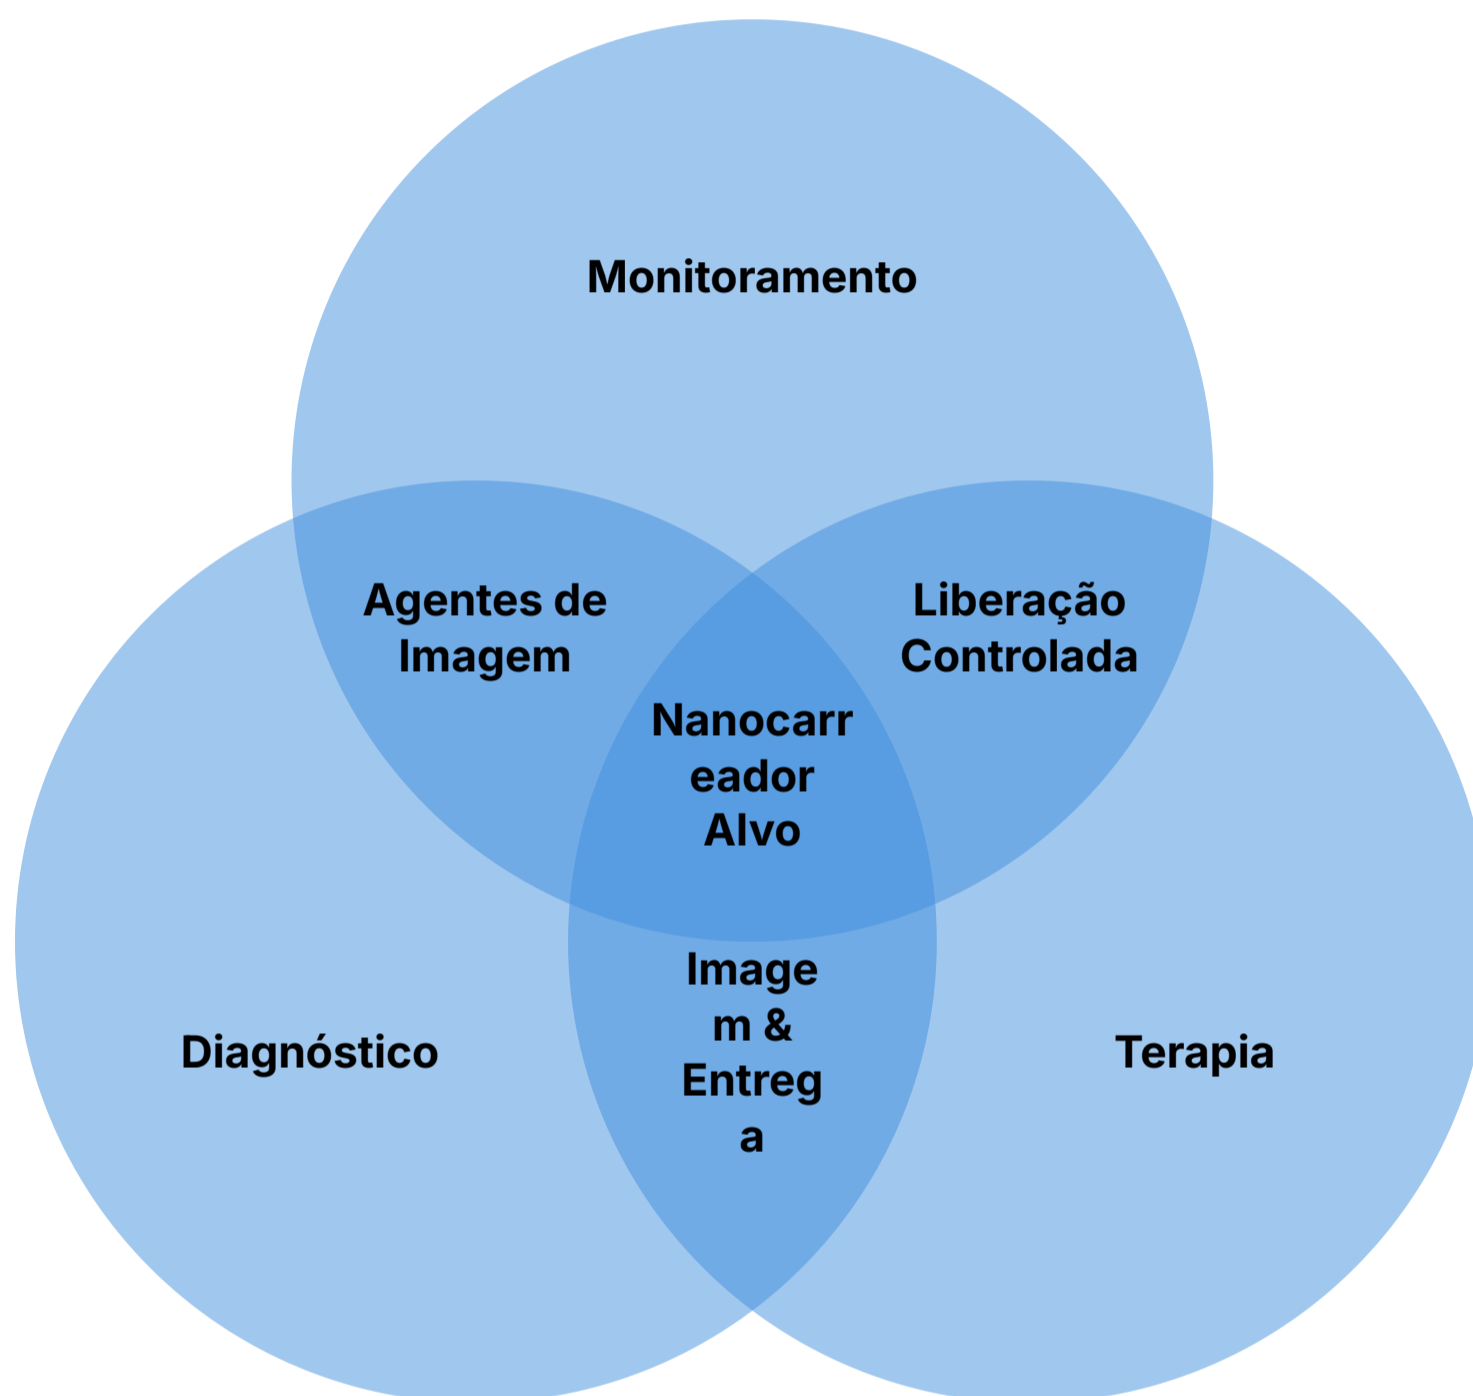 Monitoramento
Agentes de
Imagem
Liberação
Controlada
Nanocarr
eador
Alvo
Image
m &
Entreg
a
Diagnóstico
Terapia